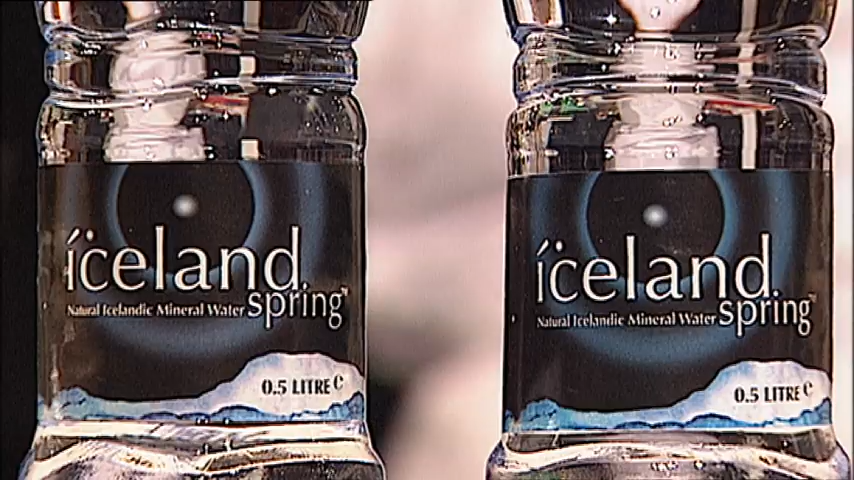 íceland
Natural Icelandic Mineral Water spring™
0.5 LITRE ℮
íceland
Natural Icelandic Mineral Water spring™
0.5 LITRE ℮